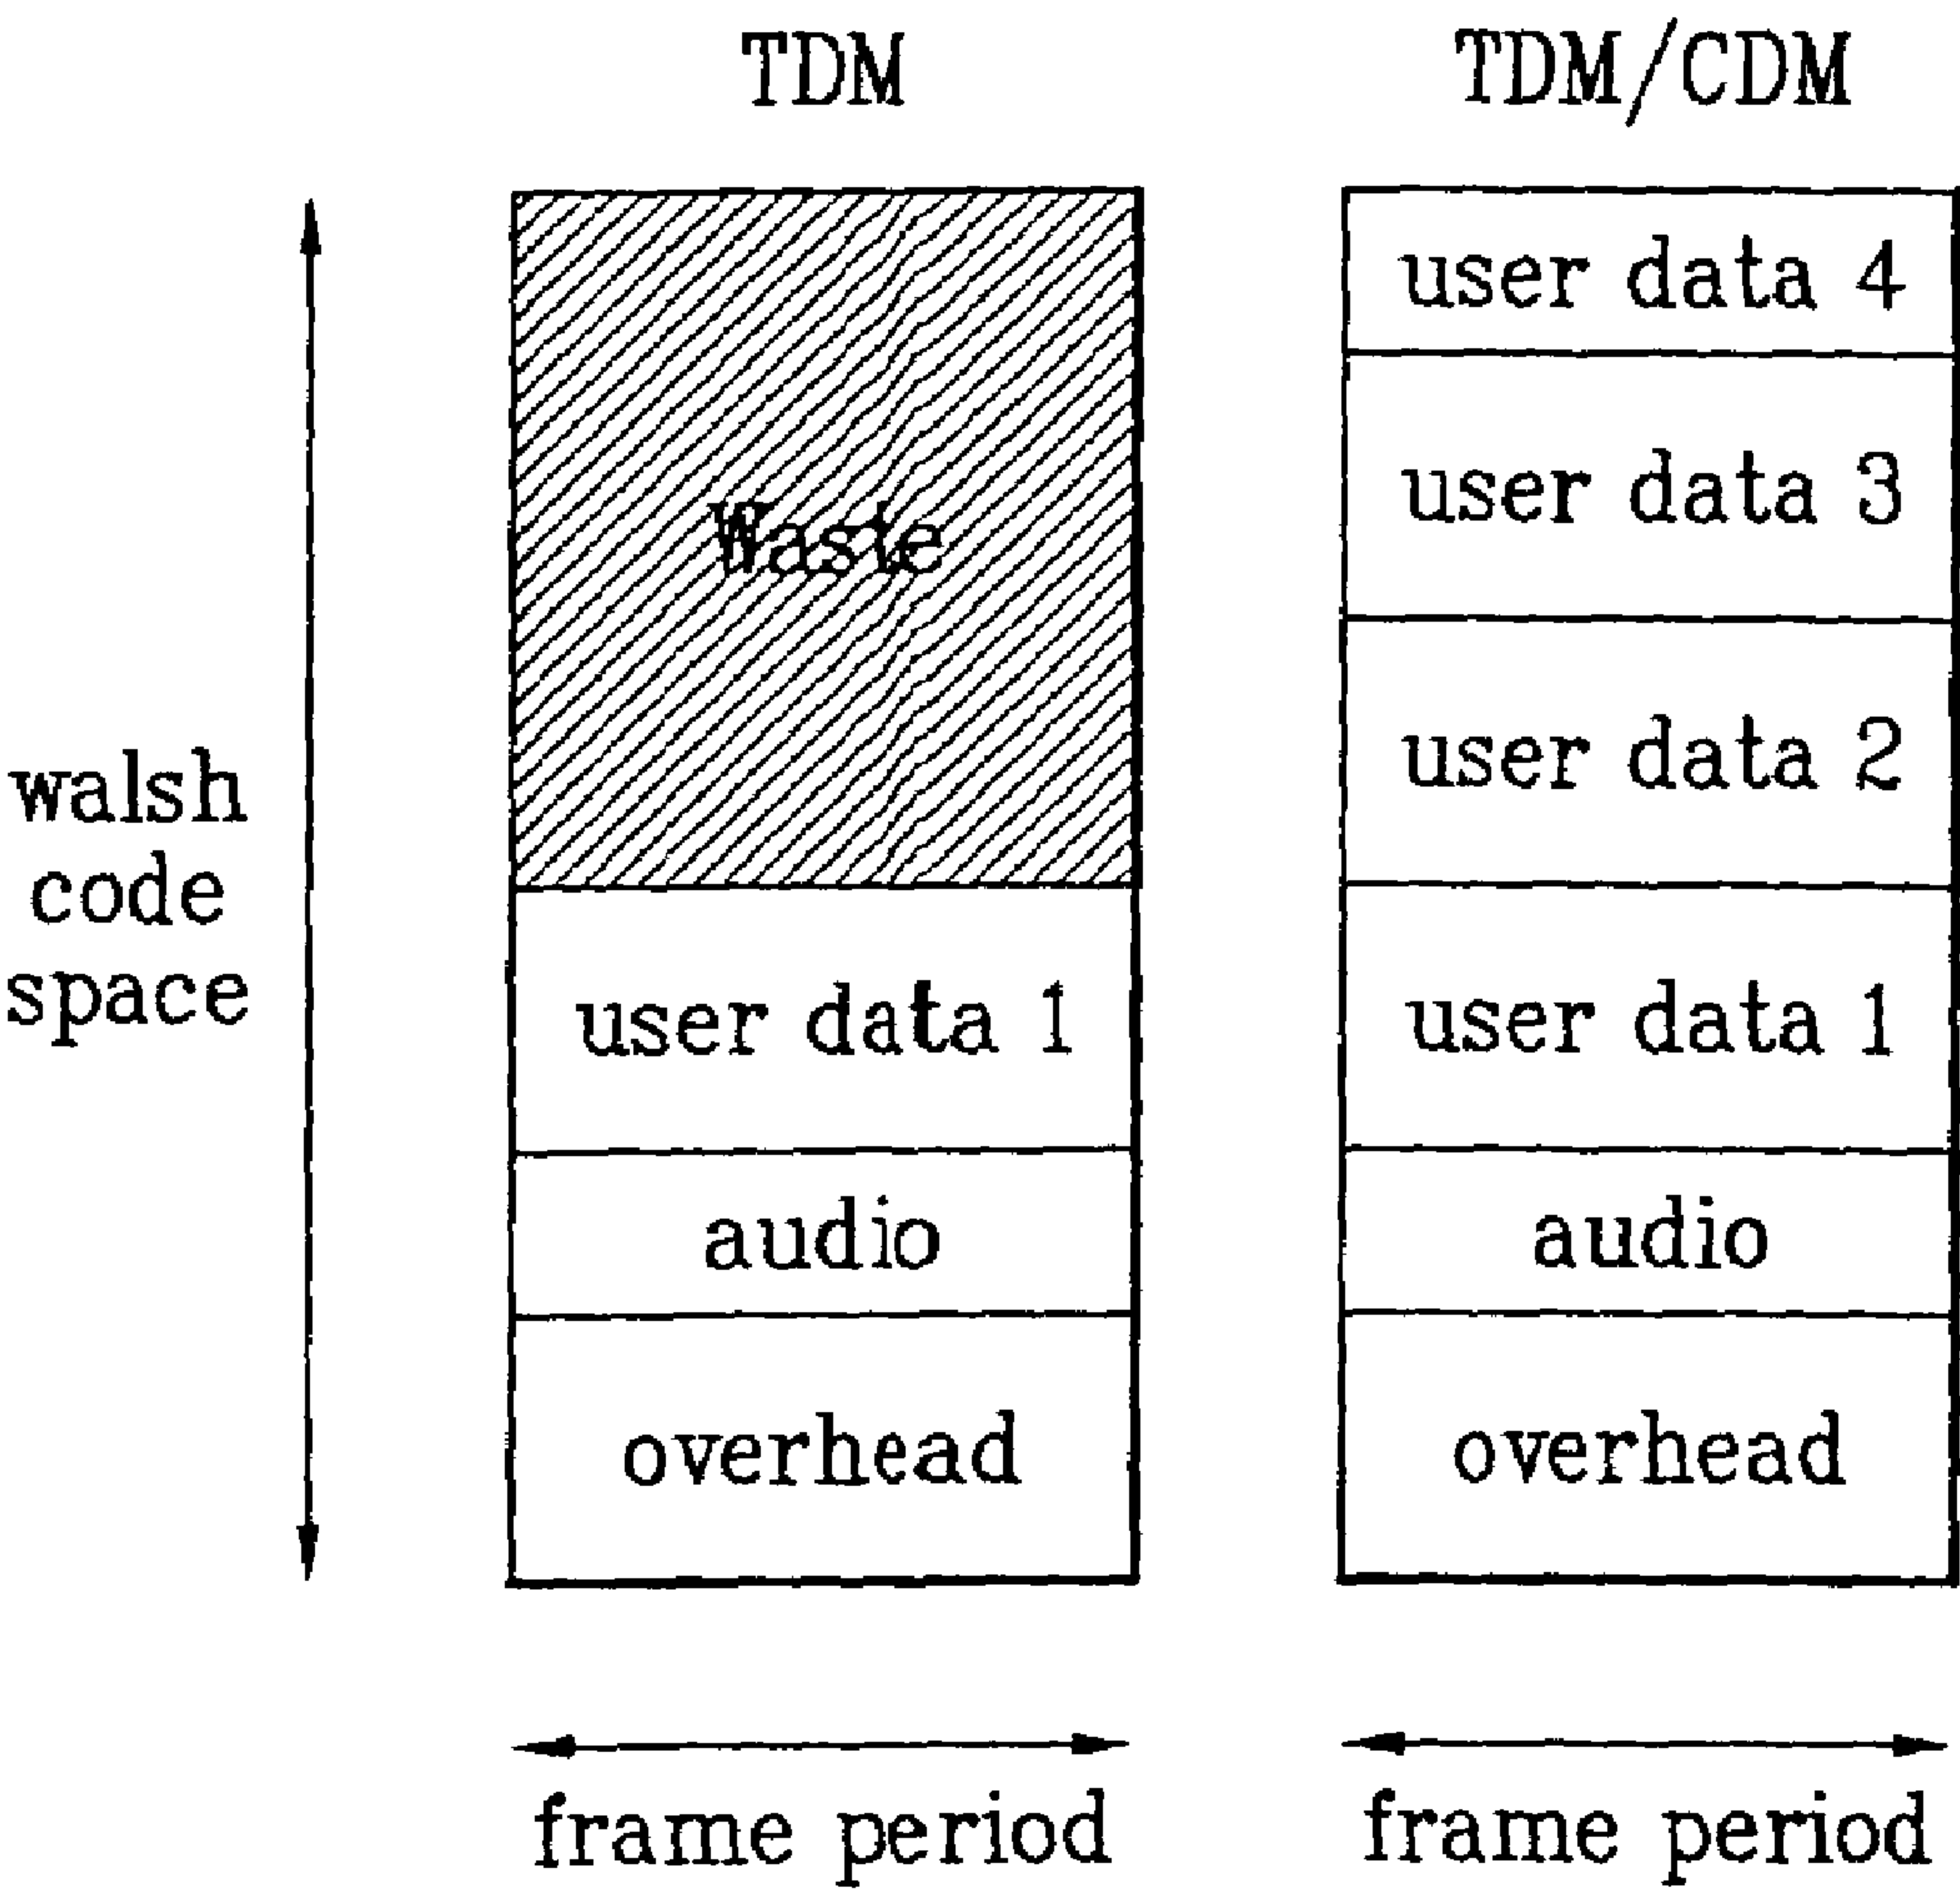 TDM
TDM/CDM
walsh
code
space
Waste
user data 1
audio
overhead
frame period
user data 4
user data 3
user data 2
user data 1
audio
overhead
frame period